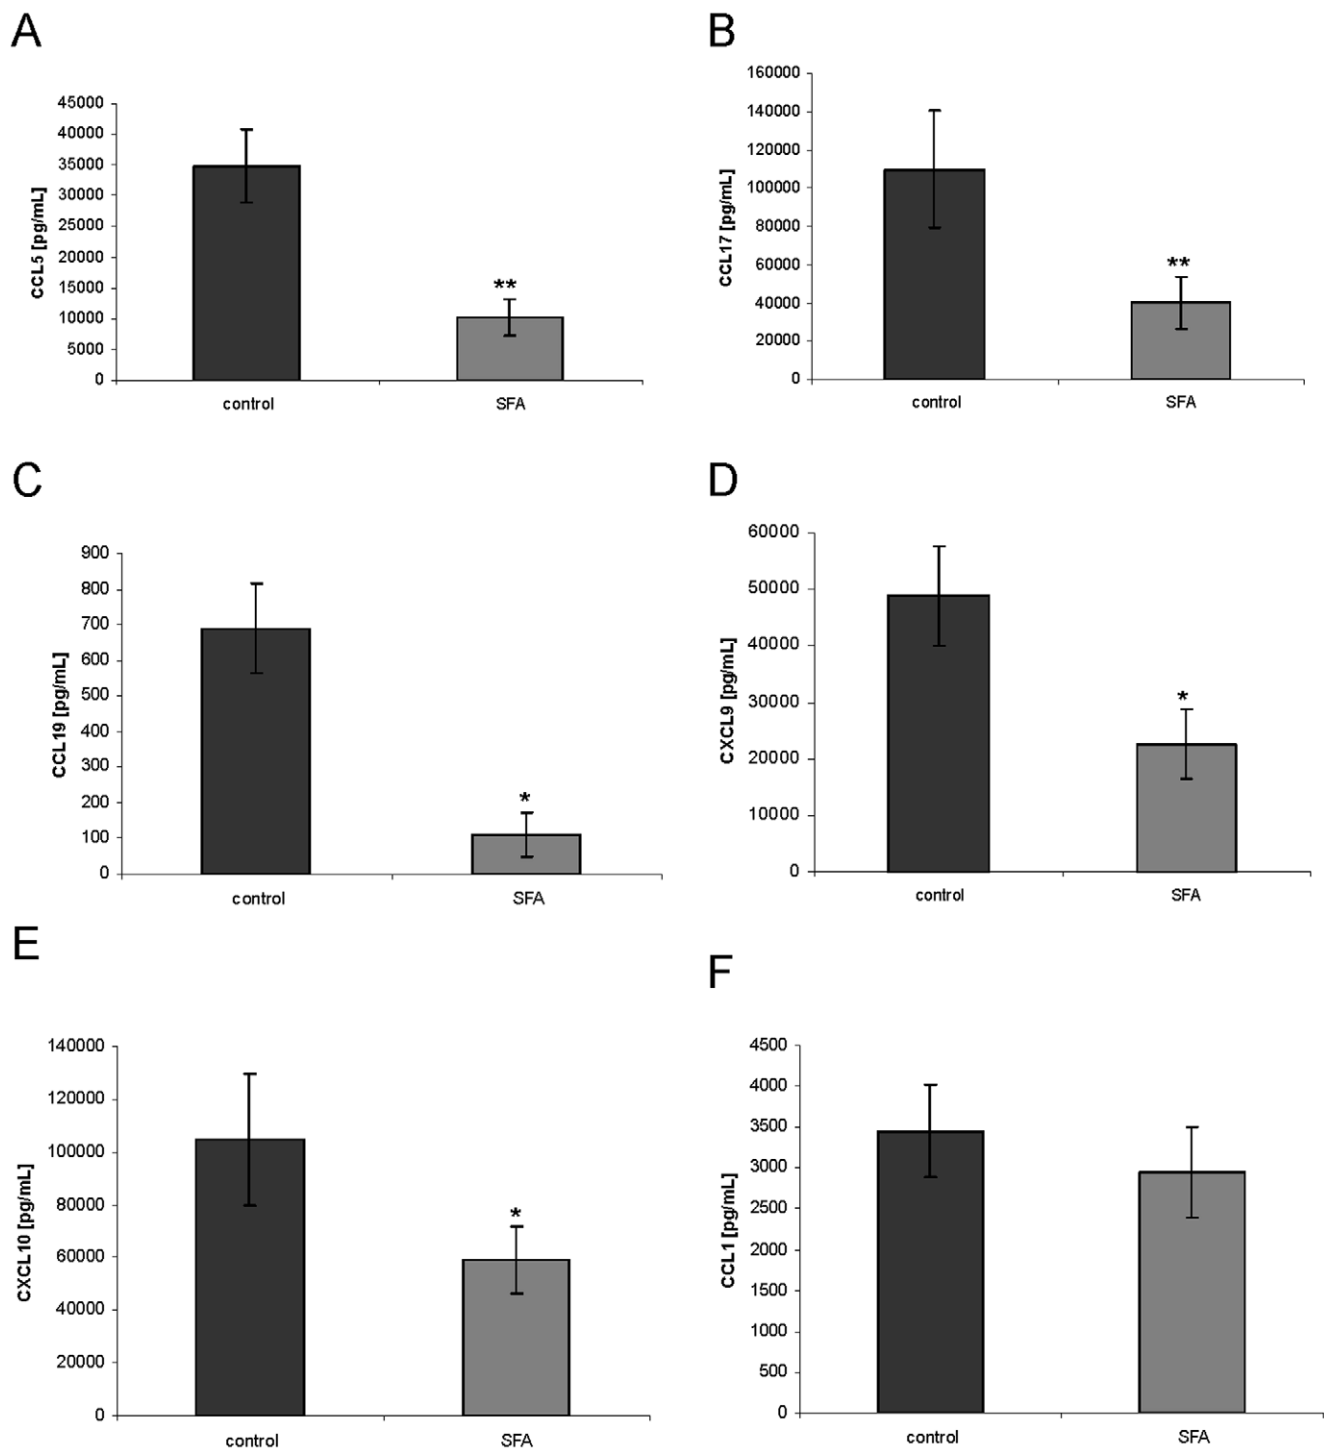 A
CCL5 [pg/mL]
45000
40000
35000
30000
25000
20000
15000
10000
5000
0
**
control
SFA
B
CCL17 [pg/mL]
160000
140000
120000
100000
80000
60000
40000
20000
0
**
control
SFA
C
CCL19 [pg/mL]
900
800
700
600
500
400
300
200
100
0
*
control
SFA
D
CXCL9 [pg/mL]
60000
50000
40000
30000
20000
10000
0
*
control
SFA
E
CXCL10 [pg/mL]
140000
120000
100000
80000
60000
40000
20000
0
*
control
SFA
F
CCL1 [pg/mL]
4500
4000
3500
3000
2500
2000
1500
1000
500
0
control
SFA